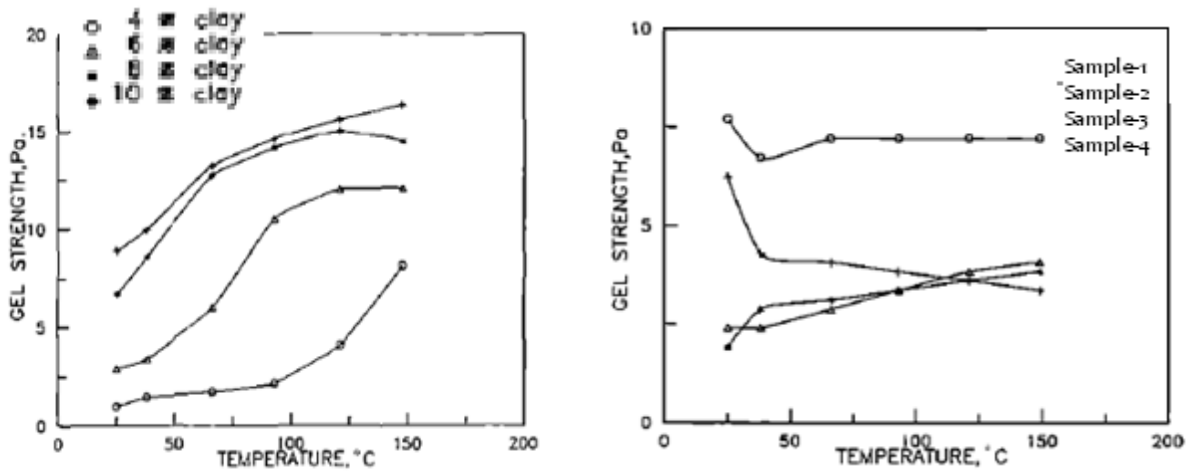 20
15
10
5
0
4 % clay
6 % clay
8 % clay
10 % clay
GEL STRENGTH,Pa.
0 50 100 150 200
TEMPERATURE, °C
10
5
0
Sample-1
Sample-2
Sample-3
Sample-4
GEL STRENGTH,Pa
0 50 100 150 200
TEMPERATURE, °C